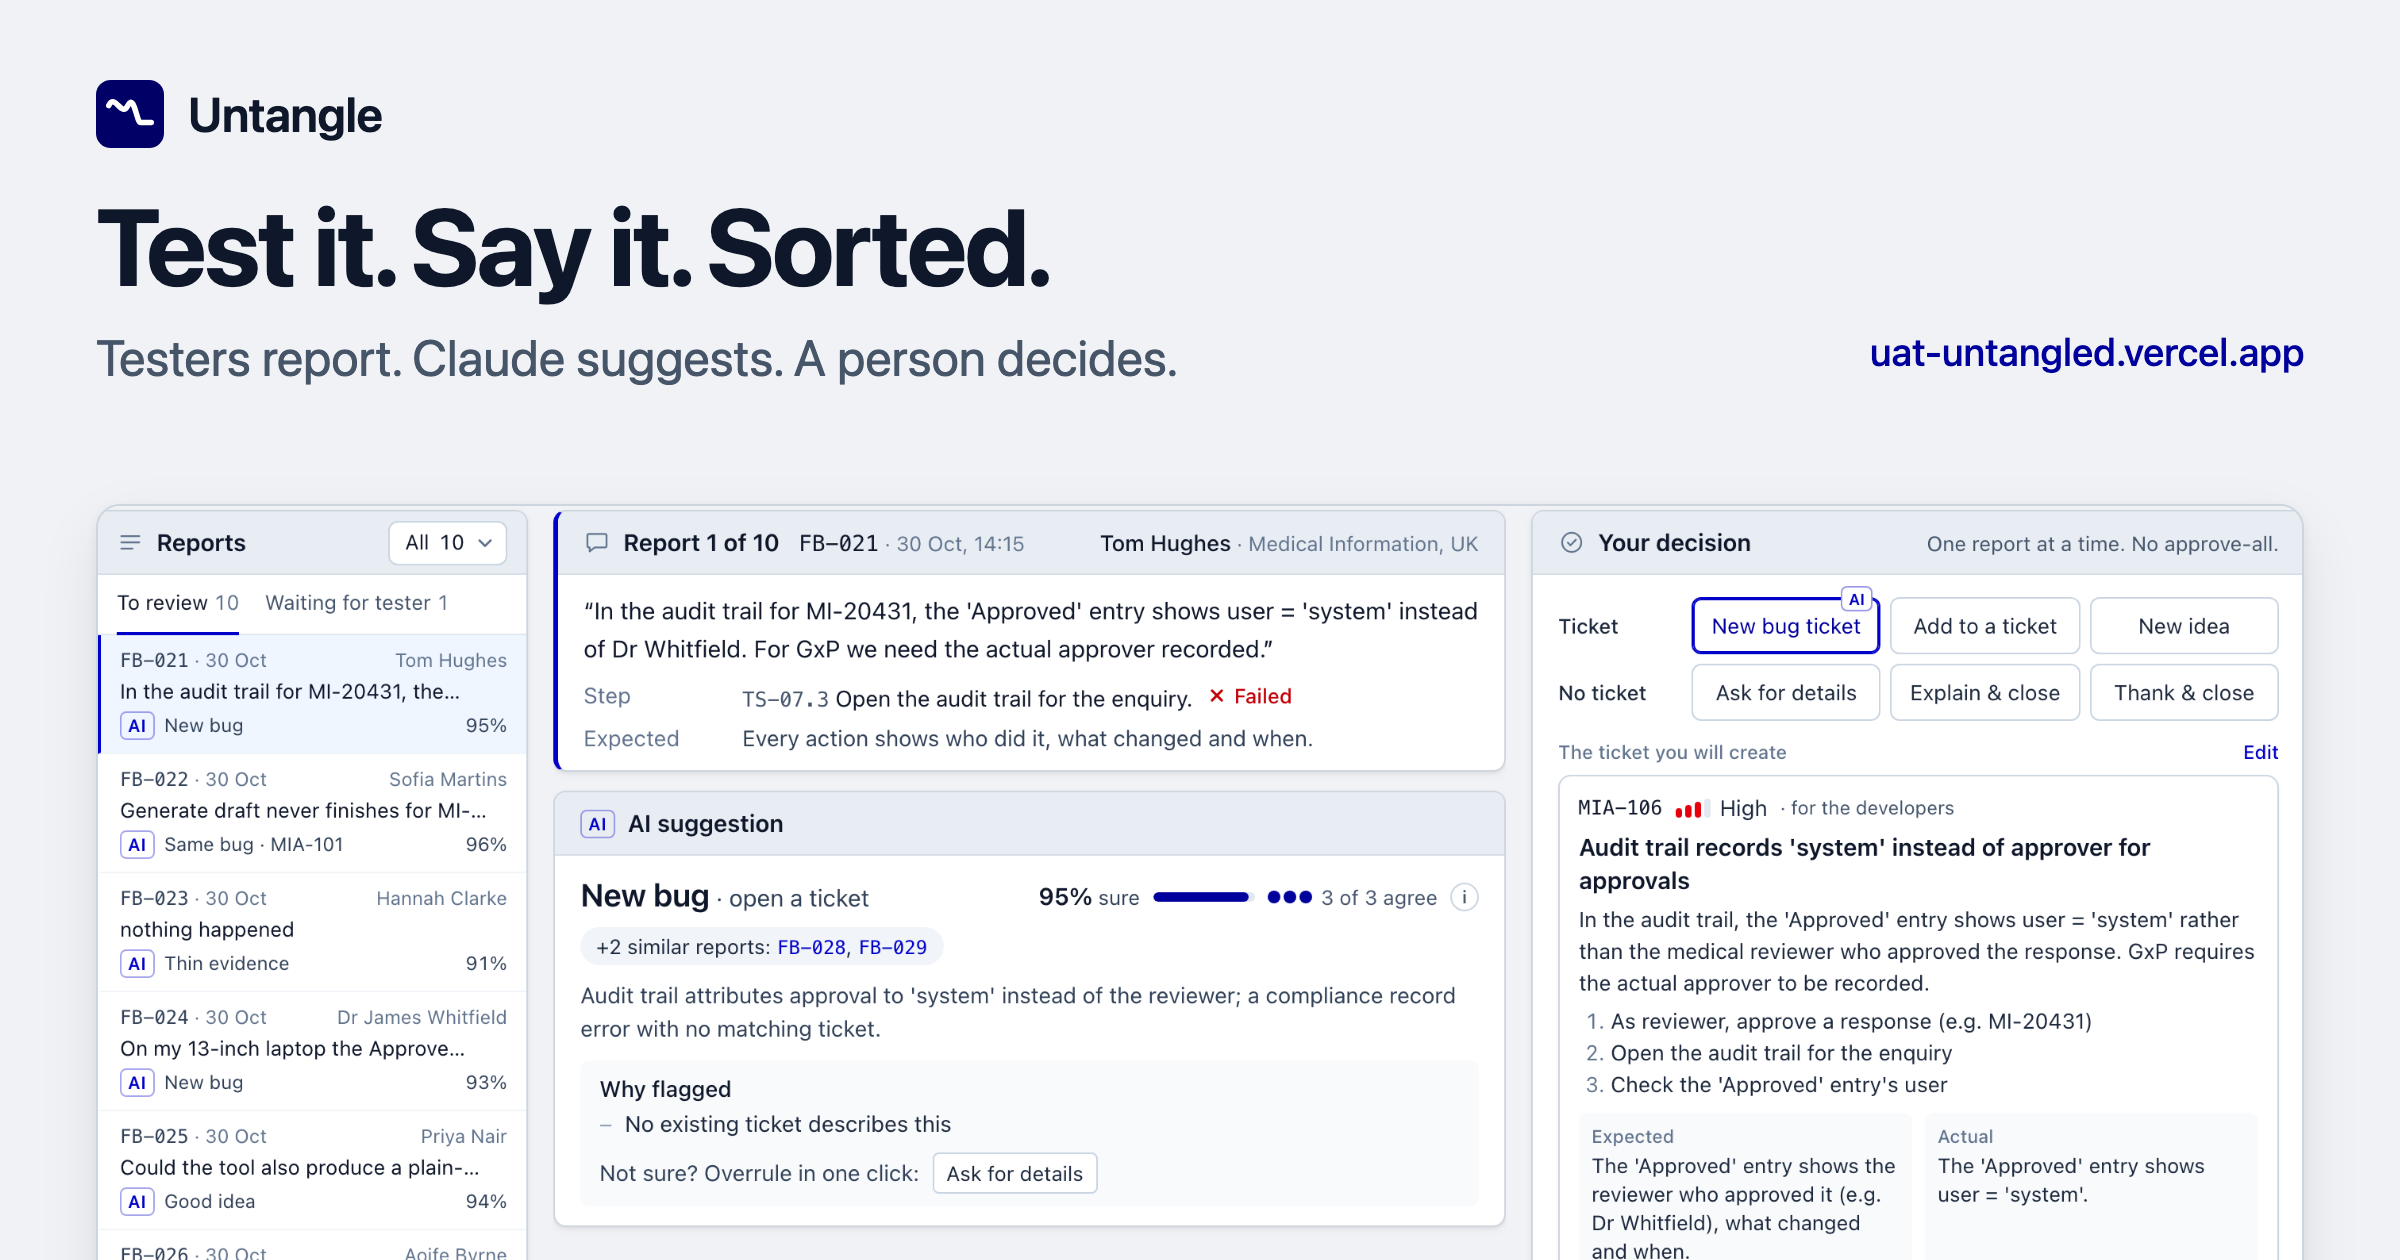 Untangle
Test it. Say it. Sorted.
Testers report. Claude suggests. A person decides.
uat-untangled.vercel.app
Reports
All 10
To review 10 Waiting for tester 1
FB-021 · 30 Oct Tom Hughes
In the audit trail for MI-20431, the...
AI New bug 95%
FB-022 · 30 Oct Sofia Martins
Generate draft never finishes for MI-...
AI Same bug · MIA-101 96%
FB-023 · 30 Oct Hannah Clarke
nothing happened
AI Thin evidence 91%
FB-024 · 30 Oct Dr James Whitfield
On my 13-inch laptop the Approve...
AI New bug 93%
FB-025 · 30 Oct Priya Nair
Could the tool also produce a plain-...
AI Good idea 94%
FB-026 · 30 Oct Aoife Byrne
Report 1 of 10 FB-021 · 30 Oct, 14:15 Tom Hughes · Medical Information, UK
“In the audit trail for MI-20431, the 'Approved' entry shows user = 'system' instead
of Dr Whitfield. For GxP we need the actual approver recorded.”
Step TS-07.3 Open the audit trail for the enquiry. × Failed
Expected Every action shows who did it, what changed and when.
AI AI suggestion
New bug · open a ticket 95% sure 3 of 3 agree i
+2 similar reports: FB-028, FB-029
Audit trail attributes approval to 'system' instead of the reviewer; a compliance record
error with no matching ticket.
Why flagged
– No existing ticket describes this
Not sure? Overrule in one click: Ask for details
Your decision One report at a time. No approve-all.
AI
Ticket New bug ticket Add to a ticket New idea
No ticket Ask for details Explain & close Thank & close
The ticket you will create Edit
MIA-106 High · for the developers
Audit trail records 'system' instead of approver for
approvals
In the audit trail, the 'Approved' entry shows user = 'system' rather
than the medical reviewer who approved the response. GxP requires
the actual approver to be recorded.
1. As reviewer, approve a response (e.g. MI-20431)
2. Open the audit trail for the enquiry
3. Check the 'Approved' entry's user
Expected
The 'Approved' entry shows the
reviewer who approved it (e.g.
Dr Whitfield), what changed
and when.
Actual
The 'Approved' entry shows
user = 'system'.